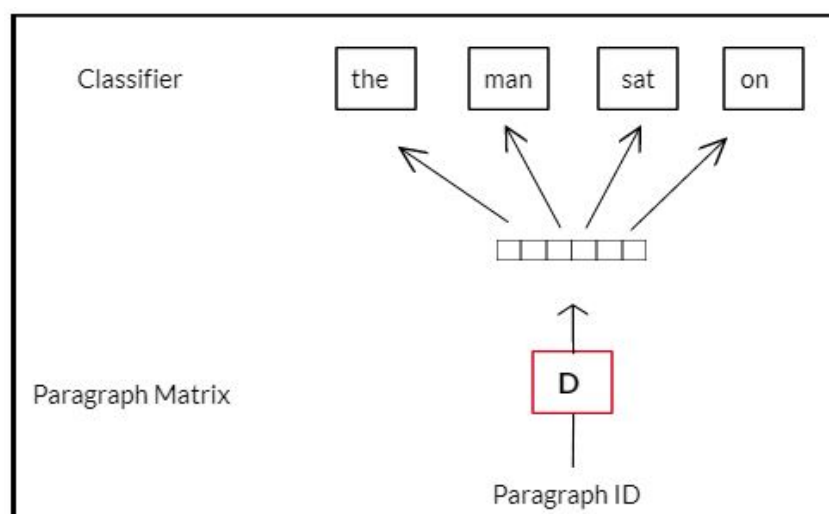 Classifier the man sat on
D
Paragraph Matrix
Paragraph ID